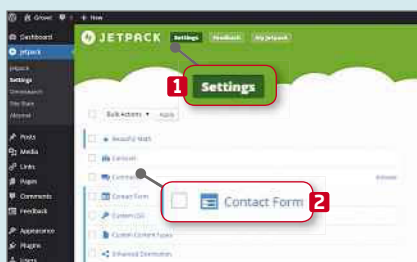 Grow!
+ New
Dashboard
Jetpack
JETPACK
Settings Feedback My Jetpack
Jetpack
Settings
Omnisearch
Site Stats
Akismet
1
Settings
Bulk Actions Apply
Posts
Media
Links
Pages
Comments
Feedback
Appearance
Plugins
Users
Beautiful Math
Carousel
Contact Form
2
Contact Form
Custom CSS
Custom Content Types
Enhanced Distribution